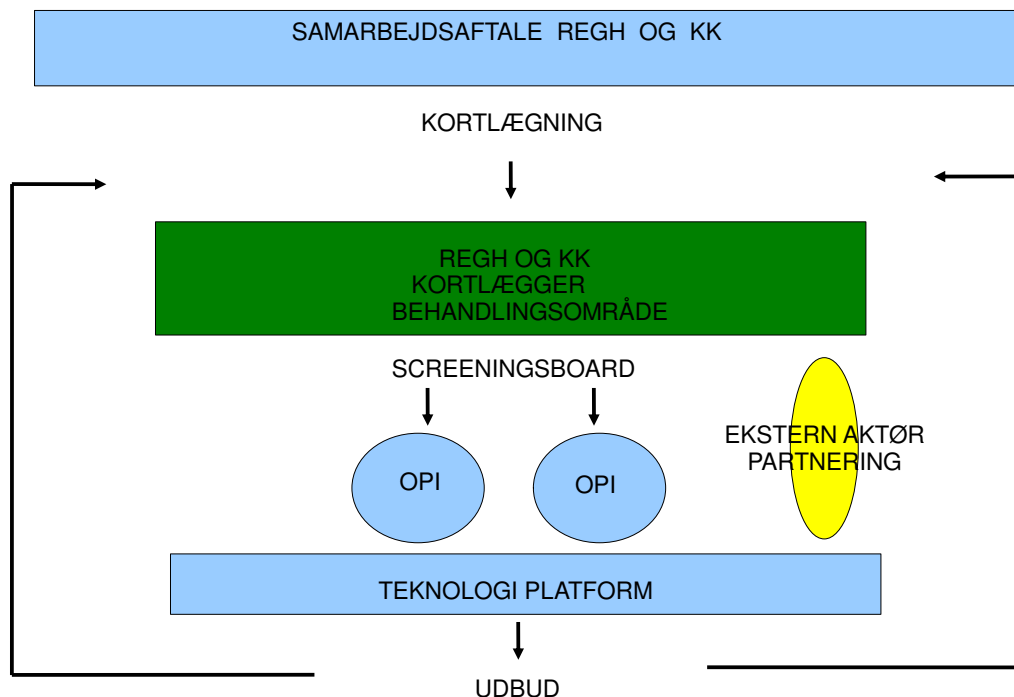 SAMARBEJDSAFTALE REGH OG KK
KORTLÆGNING
REGH OG KK
KORTLÆGGER
BEHANDLINGSOMRÅDE
SCREENINGSBOARD
OPI
OPI
EKSTERN AKTØR
PARTNERING
TEKNOLOGI PLATFORM
UDBUD